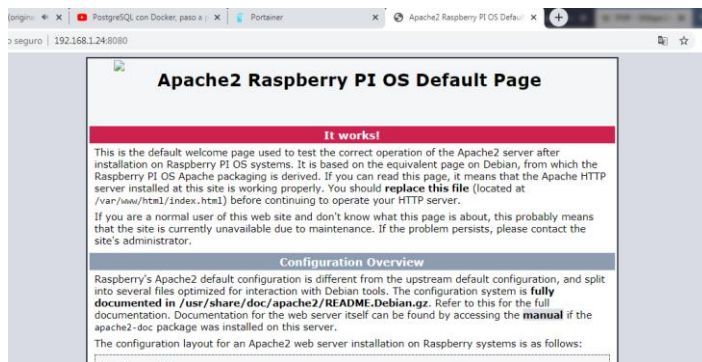 (origina
PostgreSQL con Docker, paso a p
Portainer
Apache2 Raspberry PI OS Defaul
o seguro | 192.168.1.24:8080
Apache2 Raspberry PI OS Default Page
It works!
This is the default welcome page used to test the correct operation of the Apache2 server after
installation on Raspberry PI OS systems. It is based on the equivalent page on Debian, from which the
Raspberry PI OS Apache packaging is derived. If you can read this page, it means that the Apache HTTP
server installed at this site is working properly. You should replace this file (located at
/var/www/html/index.html) before continuing to operate your HTTP server.
If you are a normal user of this web site and don't know what this page is about, this probably means
that the site is currently unavailable due to maintenance. If the problem persists, please contact the
site's administrator.
Configuration Overview
Raspberry's Apache2 default configuration is different from the upstream default configuration, and split
into several files optimized for interaction with Debian tools. The configuration system is fully
documented in /usr/share/doc/apache2/README.Debian.gz. Refer to this for the full
documentation. Documentation for the web server itself can be found by accessing the manual if the
apache2-doc package was installed on this server.
The configuration layout for an Apache2 web server installation on Raspberry systems is as follows: